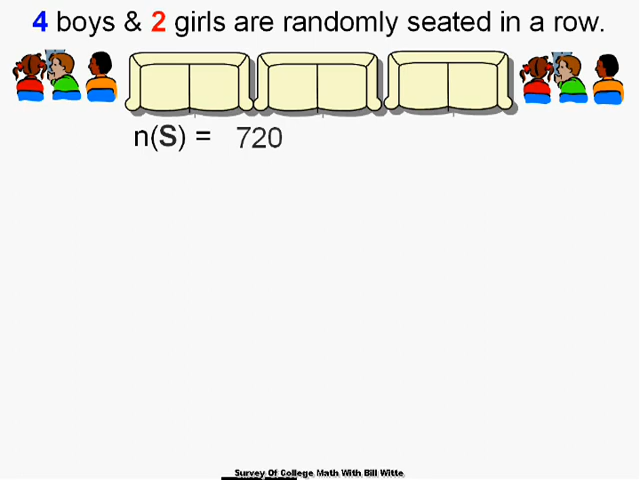 4 boys & 2 girls are randomly seated in a row.
n(S) = 720
Survey Of College Math With Bill Witte